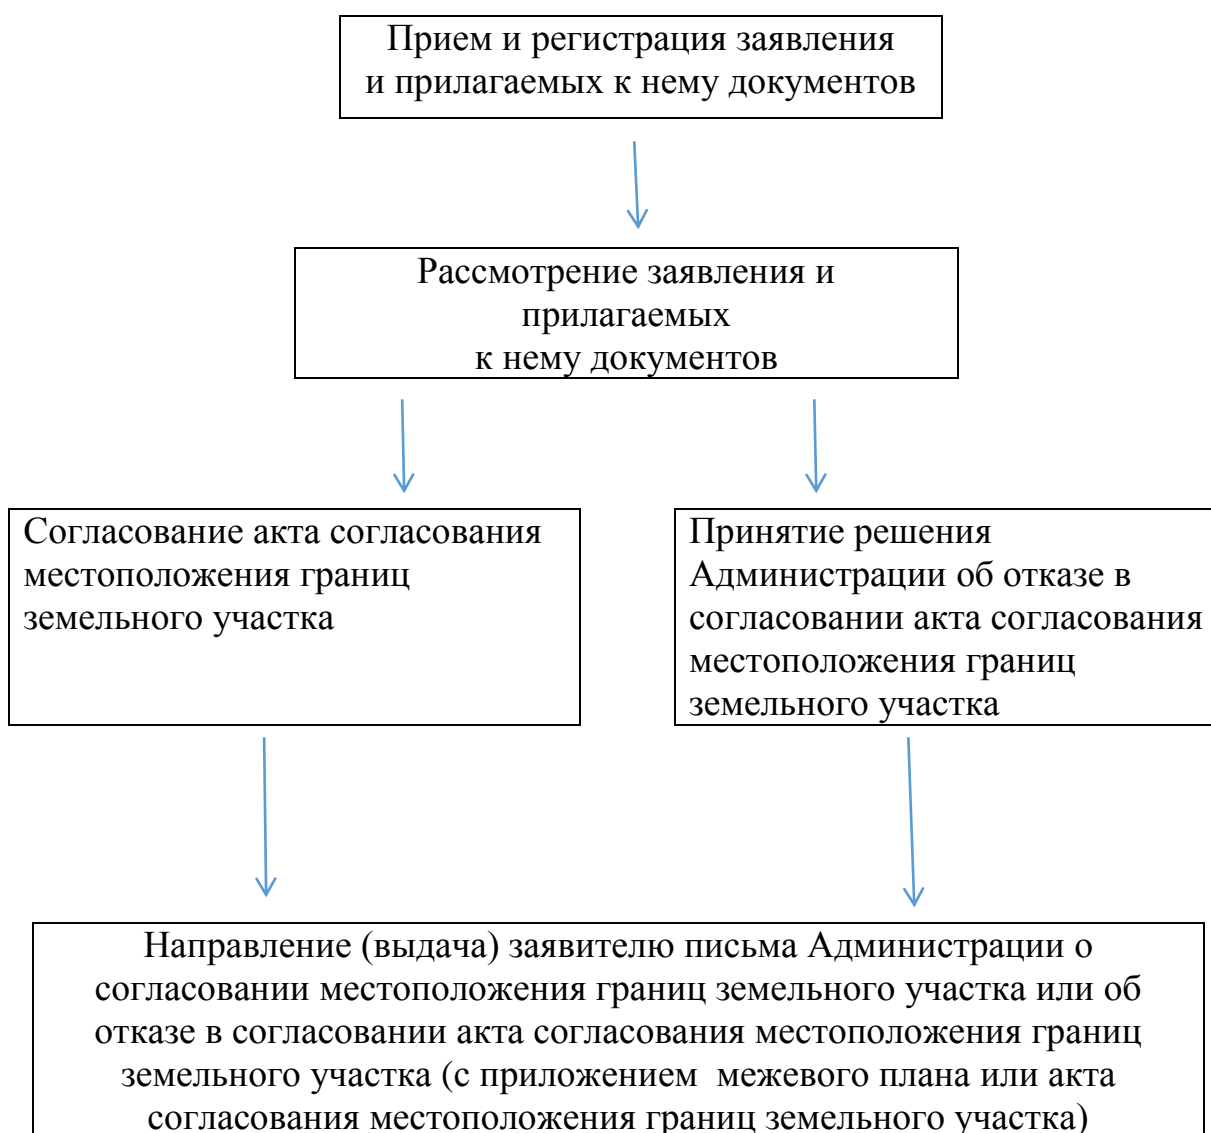 Прием и регистрация заявления
и прилагаемых к нему документов
Рассмотрение заявления и
прилагаемых
к нему документов
Согласование акта согласования
местоположения границ
земельного участка
Принятие решения
Администрации об отказе в
согласовании акта согласования
местоположения границ
земельного участка
Направление (выдача) заявителю письма Администрации о
согласовании местоположения границ земельного участка или об
отказе в согласовании акта согласования местоположения границ
земельного участка (с приложением  межевого плана или акта
согласования местоположения границ земельного участка)